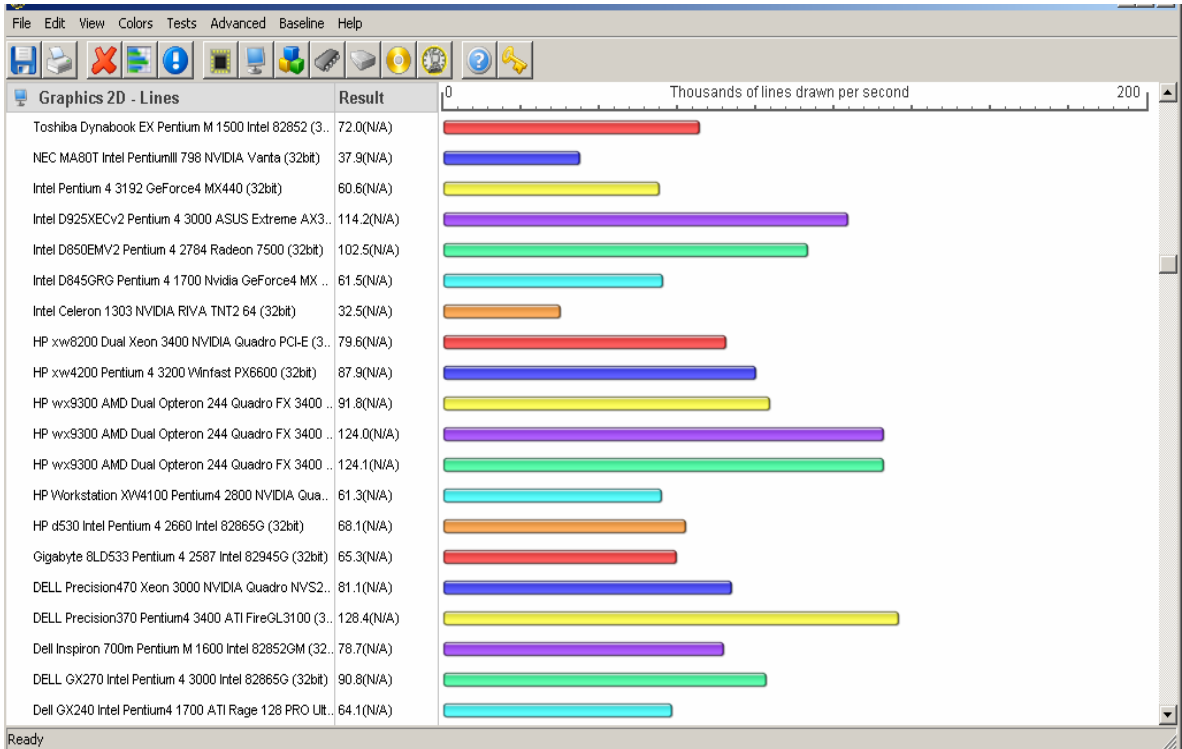 File Edit View Colors Tests Advanced Baseline Help
Graphics 2D - Lines Result 0 Thousands of lines drawn per second 200
Toshiba Dynabook EX Pentium M 1500 Intel 82852 (3.. 72.0(N/A)
NEC MA80T Intel PentiumIII 798 NVIDIA Vanta (32bit) 37.9(N/A)
Intel Pentium 4 3192 GeForce4 MX440 (32bit) 60.6(N/A)
Intel D925XECv2 Pentium 4 3000 ASUS Extreme AX3.. 114.2(N/A)
Intel D850EMV2 Pentium 4 2784 Radeon 7500 (32bit) 102.5(N/A)
Intel D845GRG Pentium 4 1700 Nvidia GeForce4 MX .. 61.5(N/A)
Intel Celeron 1303 NVIDIA RIVA TNT2 64 (32bit) 32.5(N/A)
HP xw8200 Dual Xeon 3400 NVIDIA Quadro PCI-E (3.. 79.6(N/A)
HP xw4200 Pentium 4 3200 Winfast PX6600 (32bit) 87.9(N/A)
HP wx9300 AMD Dual Opteron 244 Quadro FX 3400 .. 91.8(N/A)
HP wx9300 AMD Dual Opteron 244 Quadro FX 3400 .. 124.0(N/A)
HP wx9300 AMD Dual Opteron 244 Quadro FX 3400 .. 124.1(N/A)
HP Workstation XW4100 Pentium4 2800 NVIDIA Qua.. 61.3(N/A)
HP d530 Intel Pentium 4 2660 Intel 82865G (32bit) 68.1(N/A)
Gigabyte 8LD533 Pentium 4 2587 Intel 82945G (32bit) 65.3(N/A)
DELL Precision470 Xeon 3000 NVIDIA Quadro NVS2.. 81.1(N/A)
DELL Precision370 Pentium4 3400 ATI FireGL3100 (3.. 128.4(N/A)
Dell Inspiron 700m Pentium M 1600 Intel 82852GM (32.. 78.7(N/A)
DELL GX270 Intel Pentium 4 3000 Intel 82865G (32bit) 90.8(N/A)
Dell GX240 Intel Pentium4 1700 ATI Rage 128 PRO Ult.. 64.1(N/A)
Ready